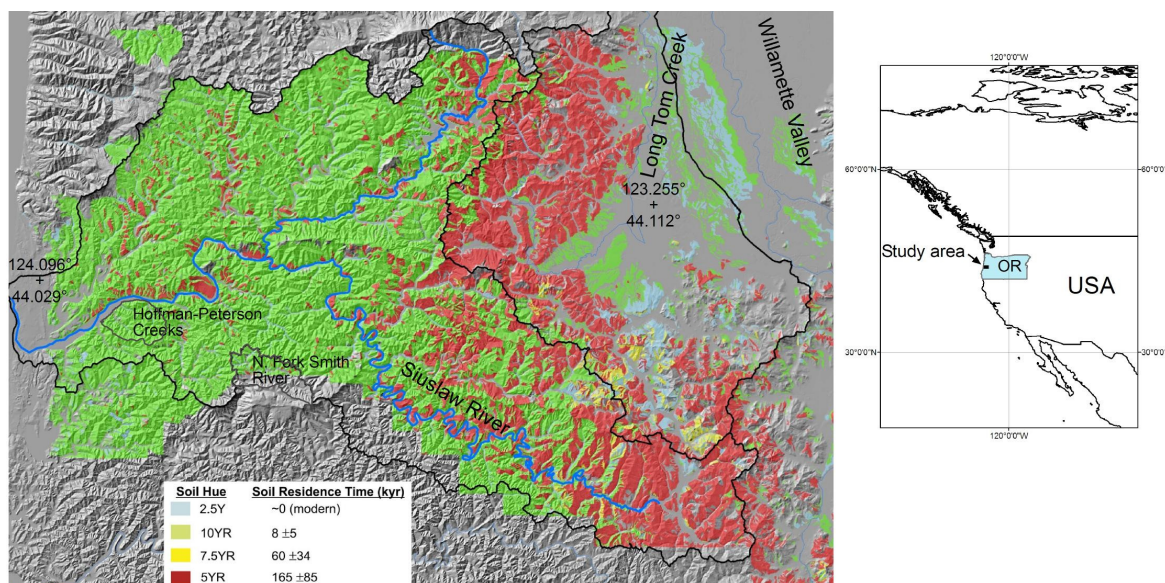 Long Tom Creek
Willamette Valley
123.255°
+
44.112°
124.096°
+
44.029°
Hoffman-Peterson
Creeks
N. Fork Smith
River
Siuslaw River
Soil Hue Soil Residence Time (kyr)
2.5Y ~0 (modern)
10YR 8 ±5
7.5YR 60 ±34
5YR 165 ±85
120°0'0"W
60°0'0"N
60°0'0"N
Study area
OR
USA
30°0'0"N
30°0'0"N
120°0'0"W